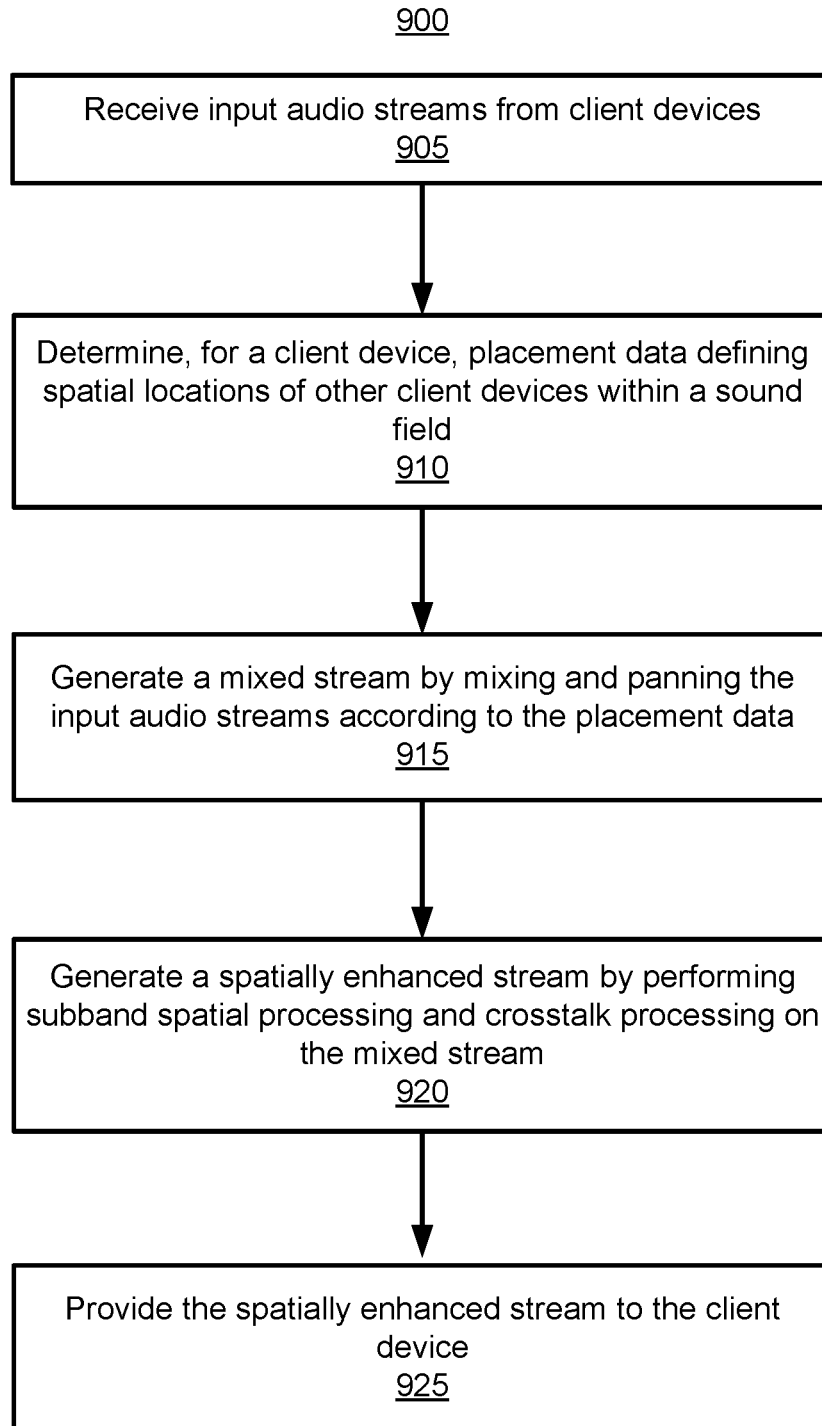 900
Receive input audio streams from client devices
905
Determine, for a client device, placement data defining
spatial locations of other client devices within a sound
field
910
Generate a mixed stream by mixing and panning the
input audio streams according to the placement data
915
Generate a spatially enhanced stream by performing
subband spatial processing and crosstalk processing on
the mixed stream
920
Provide the spatially enhanced stream to the client
device
925